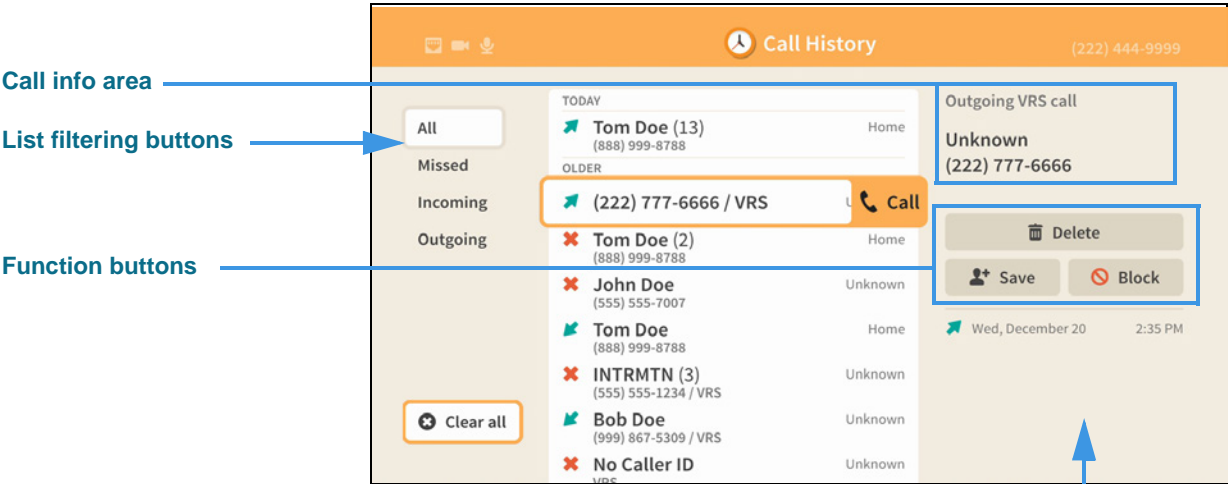 Call History
(222) 444-9999
Call info area
List filtering buttons
Function buttons
All
Missed
Incoming
Outgoing
Clear all
TODAY
Tom Doe (13) Home
(888) 999-8788
OLDER
(222) 777-6666 / VRS Call
Tom Doe (2) Home
(888) 999-8788
John Doe Unknown
(555) 555-7007
Tom Doe Home
(888) 999-8788
INTRMTN (3) Unknown
(555) 555-1234 / VRS
Bob Doe Unknown
(999) 867-5309 / VRS
No Caller ID Unknown
VRS
Outgoing VRS call
Unknown
(222) 777-6666
Delete
Save Block
Wed, December 20 2:35 PM